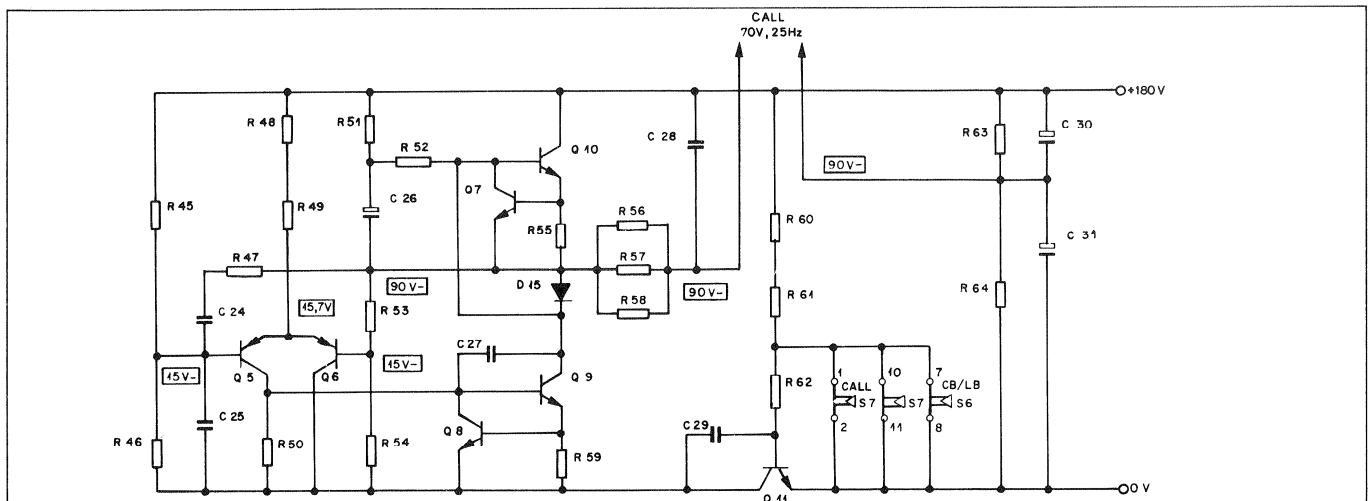 CALL
70V, 25Hz
+180 V
R 48
R 51
R 52
Q 10
C 28
R 63
C 30
90V-
Q7
R 45
R 49
C 26
R 56
R 60
R 55
C 31
R 47
R 57
90V-
D 15
90V-
R 64
C 24
15,7V
R 53
R 58
R 61
C 27
15V-
15V-
Q 5
Q 6
Q 9
1
10
7
CALL
CB/LB
R 62
S7
S7
S6
C 25
2
11
8
Q 8
C 29
R 46
R 50
R 54
R 59
0 V
Q 11